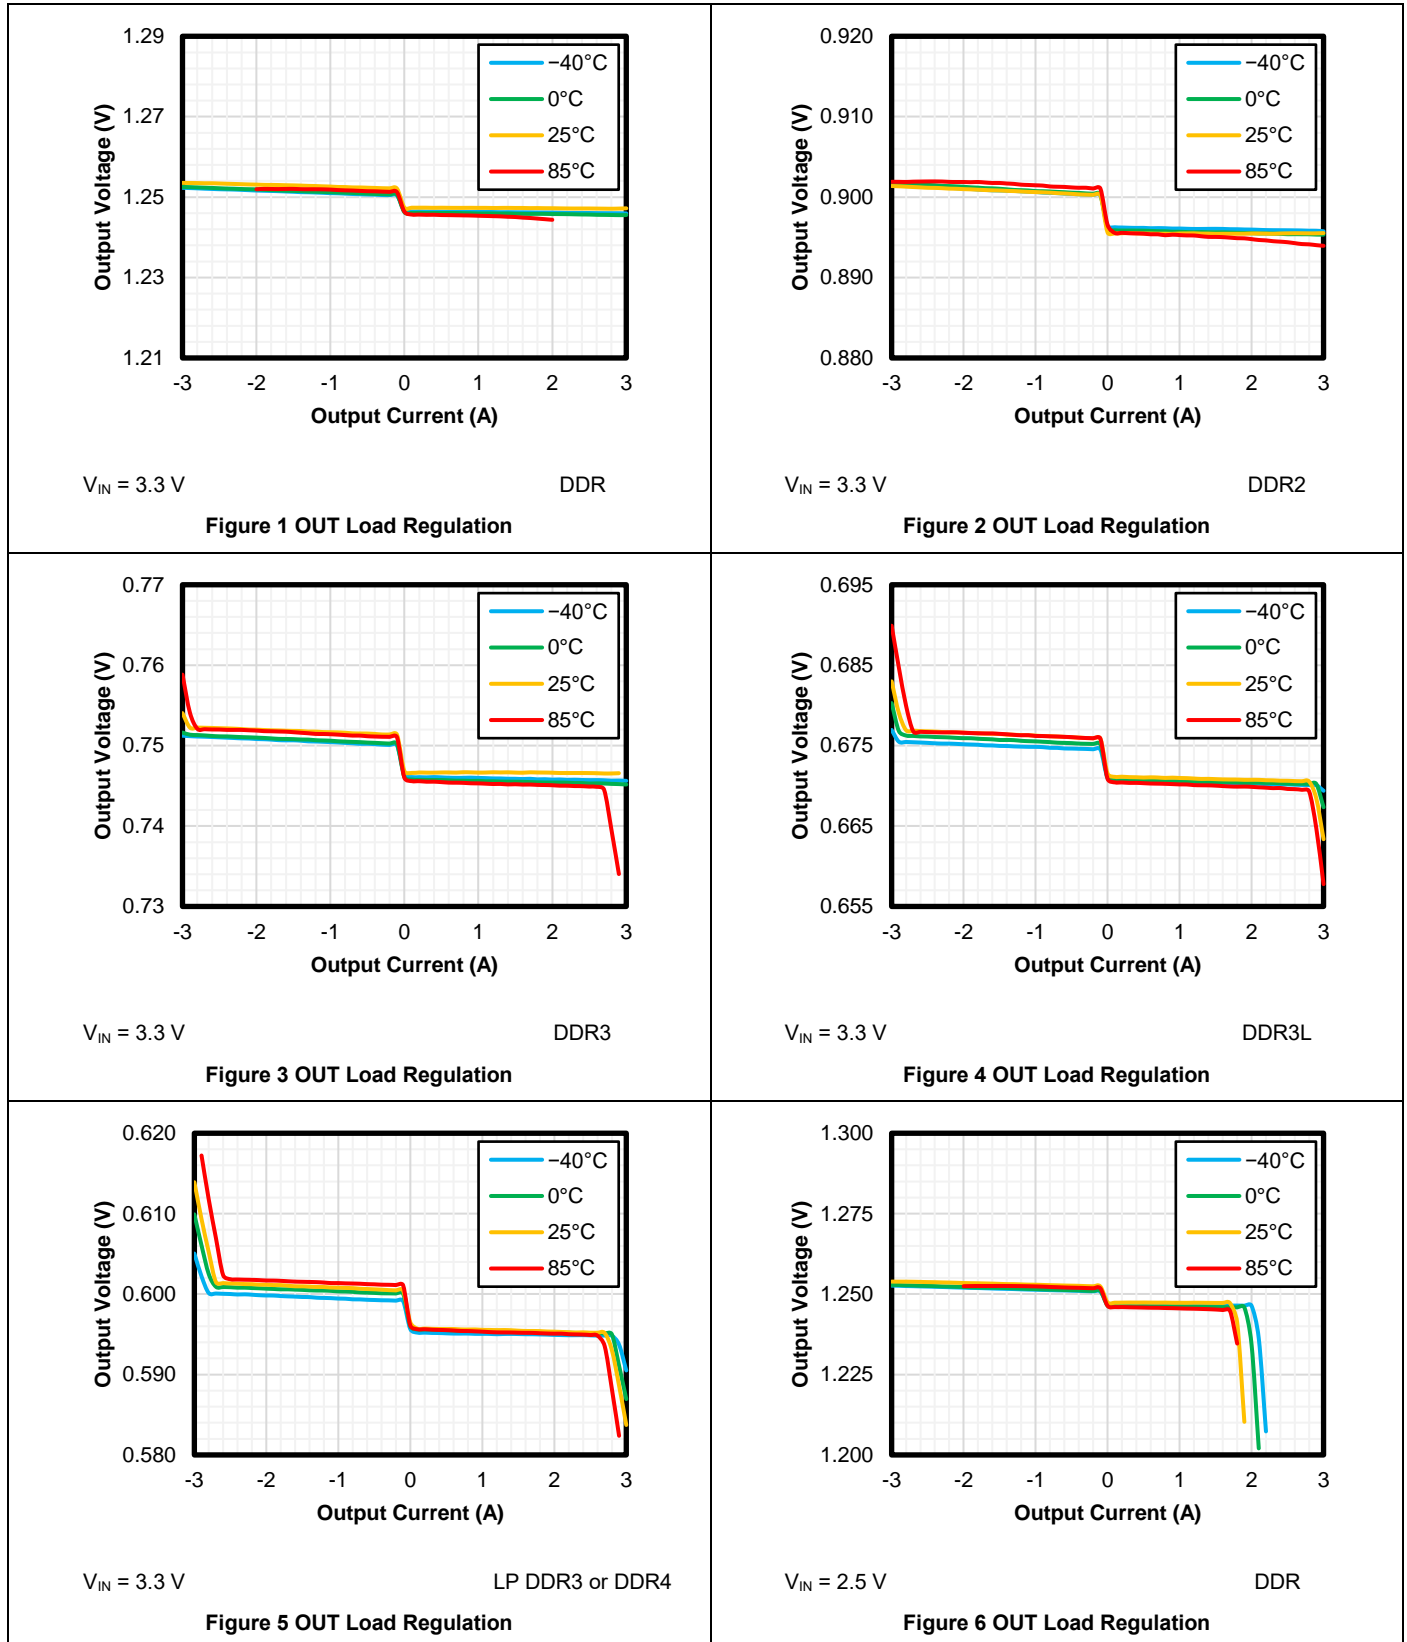 1.29
1.27
1.25
1.23
1.21
Output Voltage (V)
-3 -2 -1 0 1 2 3
Output Current (A)
−40°C
0°C
25°C
85°C
VIN = 3.3 V DDR
Figure 1 OUT Load Regulation
0.920
0.910
0.900
0.890
0.880
Output Voltage (V)
-3 -2 -1 0 1 2 3
Output Current (A)
−40°C
0°C
25°C
85°C
VIN = 3.3 V DDR2
Figure 2 OUT Load Regulation
0.77
0.76
0.75
0.74
0.73
Output Voltage (V)
-3 -2 -1 0 1 2 3
Output Current (A)
−40°C
0°C
25°C
85°C
VIN = 3.3 V DDR3
Figure 3 OUT Load Regulation
0.695
0.685
0.675
0.665
0.655
Output Voltage (V)
-3 -2 -1 0 1 2 3
Output Current (A)
−40°C
0°C
25°C
85°C
VIN = 3.3 V DDR3L
Figure 4 OUT Load Regulation
0.620
0.610
0.600
0.590
0.580
Output Voltage (V)
-3 -2 -1 0 1 2 3
Output Current (A)
−40°C
0°C
25°C
85°C
VIN = 3.3 V LP DDR3 or DDR4
Figure 5 OUT Load Regulation
1.300
1.275
1.250
1.225
1.200
Output Voltage (V)
-3 -2 -1 0 1 2 3
Output Current (A)
−40°C
0°C
25°C
85°C
VIN = 2.5 V DDR
Figure 6 OUT Load Regulation